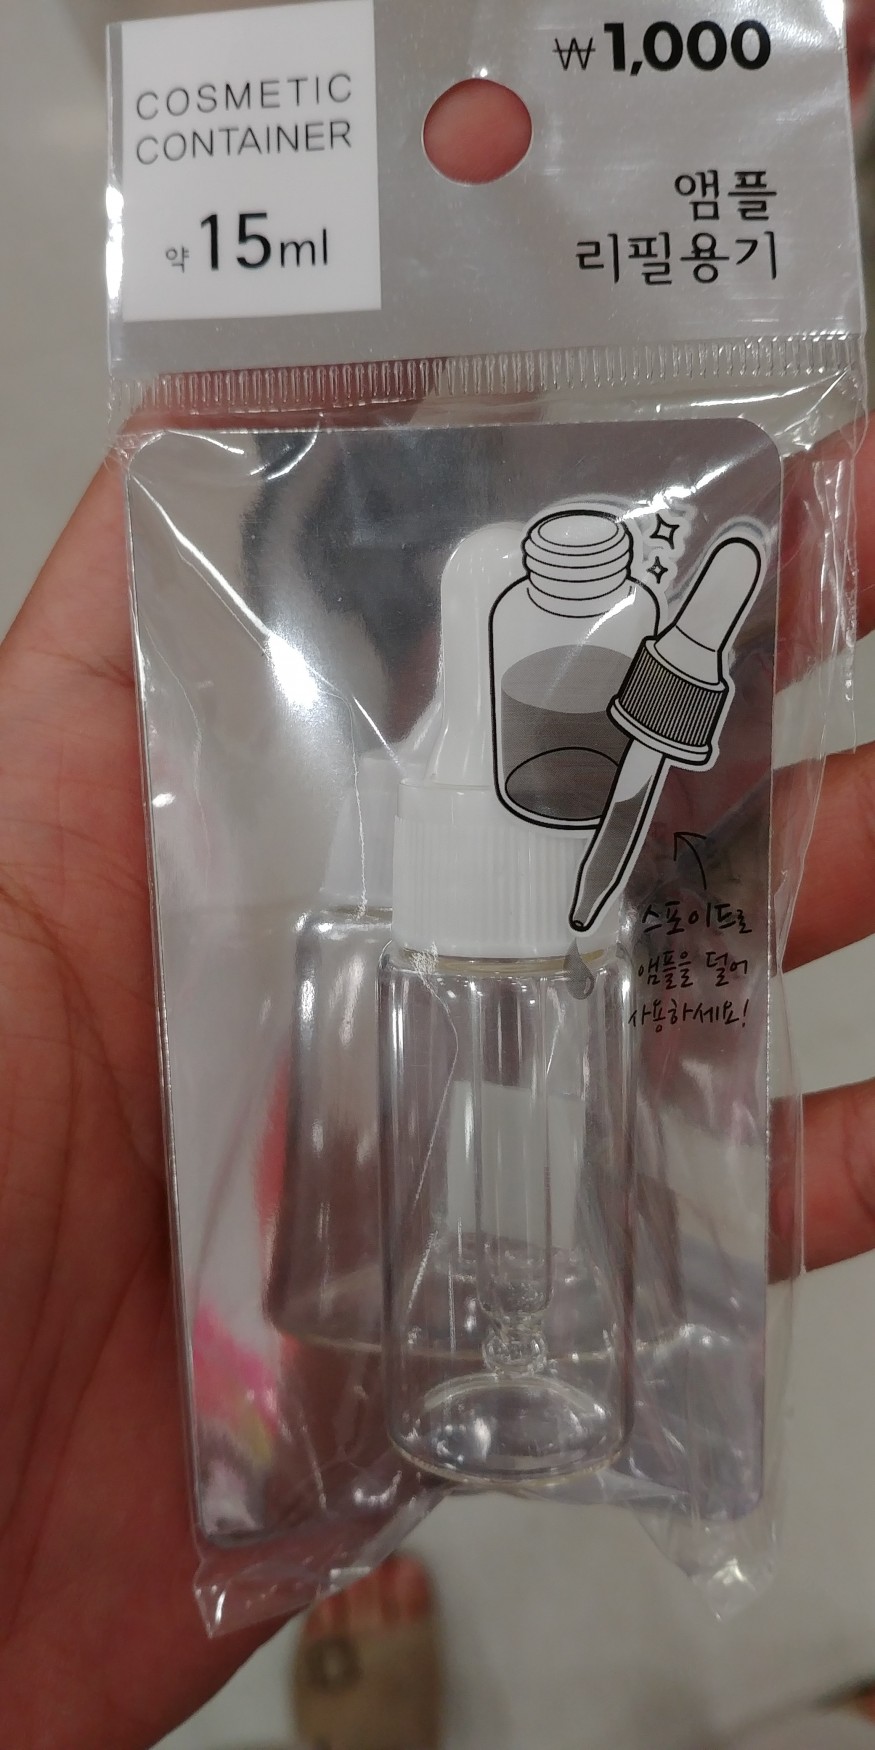 COSMETIC
CONTAINER
약 15ml
₩1,000
앰플
리필용기
스포이드로
앰플을 덜어
사용하세요!